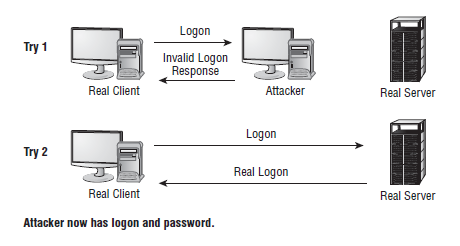 Try 1
Logon
Invalid Logon
Response
Real Client
Attacker
Real Server
Try 2
Logon
Real Logon
Real Client
Real Server
Attacker now has logon and password.